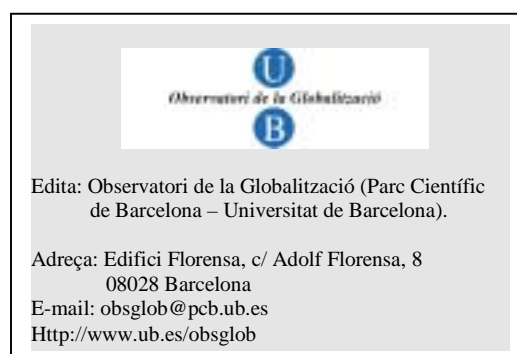 U
Observatori de la Globalització
B
Edita: Observatori de la Globalització (Parc Científic
de Barcelona – Universitat de Barcelona).
Adreça: Edifici Florensa, c/ Adolf Florensa, 8
08028 Barcelona
E-mail: obsglob@pcb.ub.es
Http://www.ub.es/obsglob